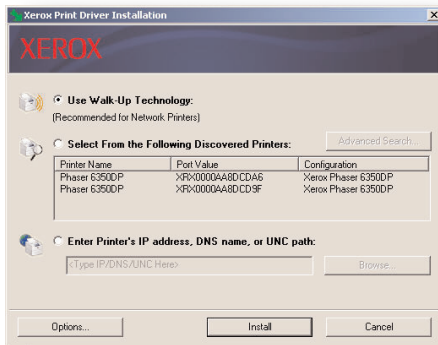 Xerox Print Driver Installation
XEROX
Use Walk-Up Technology:
(Recommended for Network Printers)
Select From the Following Discovered Printers:
Advanced Search...
Printer Name Port Value Configuration
Phaser 6350DP XRX0000AA8DCDA6 Xerox Phaser 6350DP
Phaser 6350DP XRX0000AA8DCD9F Xerox Phaser 6350DP
Enter Printer's IP address, DNS name, or UNC path:
<Type IP/DNS/UNC Here> Browse...
Options... Install Cancel